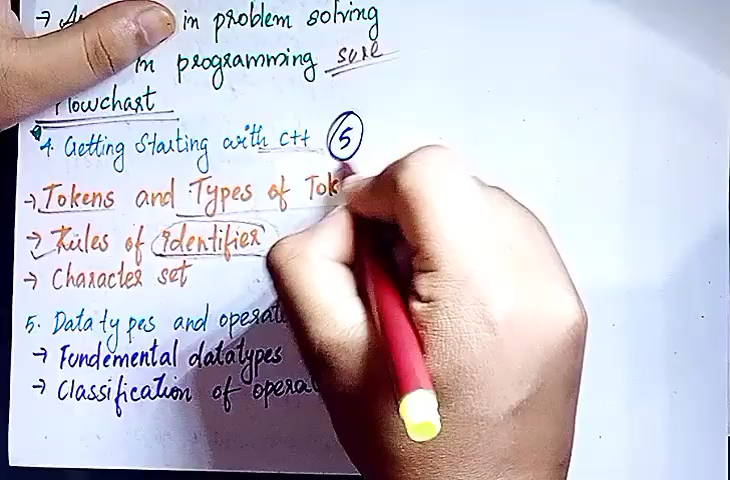 → in problem solving
in programming sure
Flowchart
4. Getting Starting with C++ 5
→ Tokens and Types of Tok
→ Rules of identifier
→ Character set
5. Data types and operat
→ Fundemental datatypes
→ Classification of opera